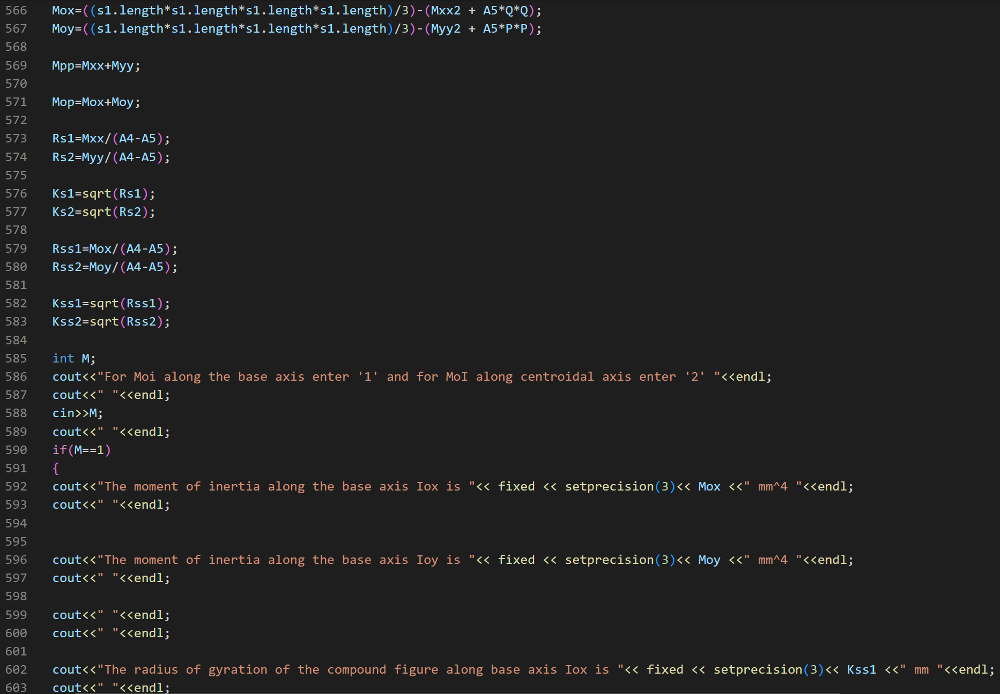 566 Mox=((s1.length*s1.length*s1.length*s1.length)/3)-(Mxx2 + A5*Q*Q);
567 Moy=((s1.length*s1.length*s1.length*s1.length)/3)-(Myy2 + A5*P*P);
568
569 Mpp=Mxx+Myy;
570
571 Mop=Mox+Moy;
572
573 Rs1=Mxx/(A4-A5);
574 Rs2=Myy/(A4-A5);
575
576 Ks1=sqrt(Rs1);
577 Ks2=sqrt(Rs2);
578
579 Rss1=Mox/(A4-A5);
580 Rss2=Moy/(A4-A5);
581
582 Kss1=sqrt(Rss1);
583 Kss2=sqrt(Rss2);
584
585 int M;
586 cout<<"For Moi along the base axis enter '1' and for MoI along centroidal axis enter '2' "<<endl;
587 cout<<" "<<endl;
588 cin>>M;
589 cout<<" "<<endl;
590 if(M==1)
591 {
592 cout<<"The moment of inertia along the base axis Iox is "<< fixed << setprecision(3)<< Mox <<" mm^4 "<<endl;
593 cout<<" "<<endl;
594
595
596 cout<<"The moment of inertia along the base axis Ioy is "<< fixed << setprecision(3)<< Moy <<" mm^4 "<<endl;
597 cout<<" "<<endl;
598
599 cout<<" "<<endl;
600 cout<<" "<<endl;
601
602 cout<<"The radius of gyration of the compound figure along base axis Iox is "<< fixed << setprecision(3)<< Kss1 <<" mm "<<endl;
603 cout<<" "<<endl;